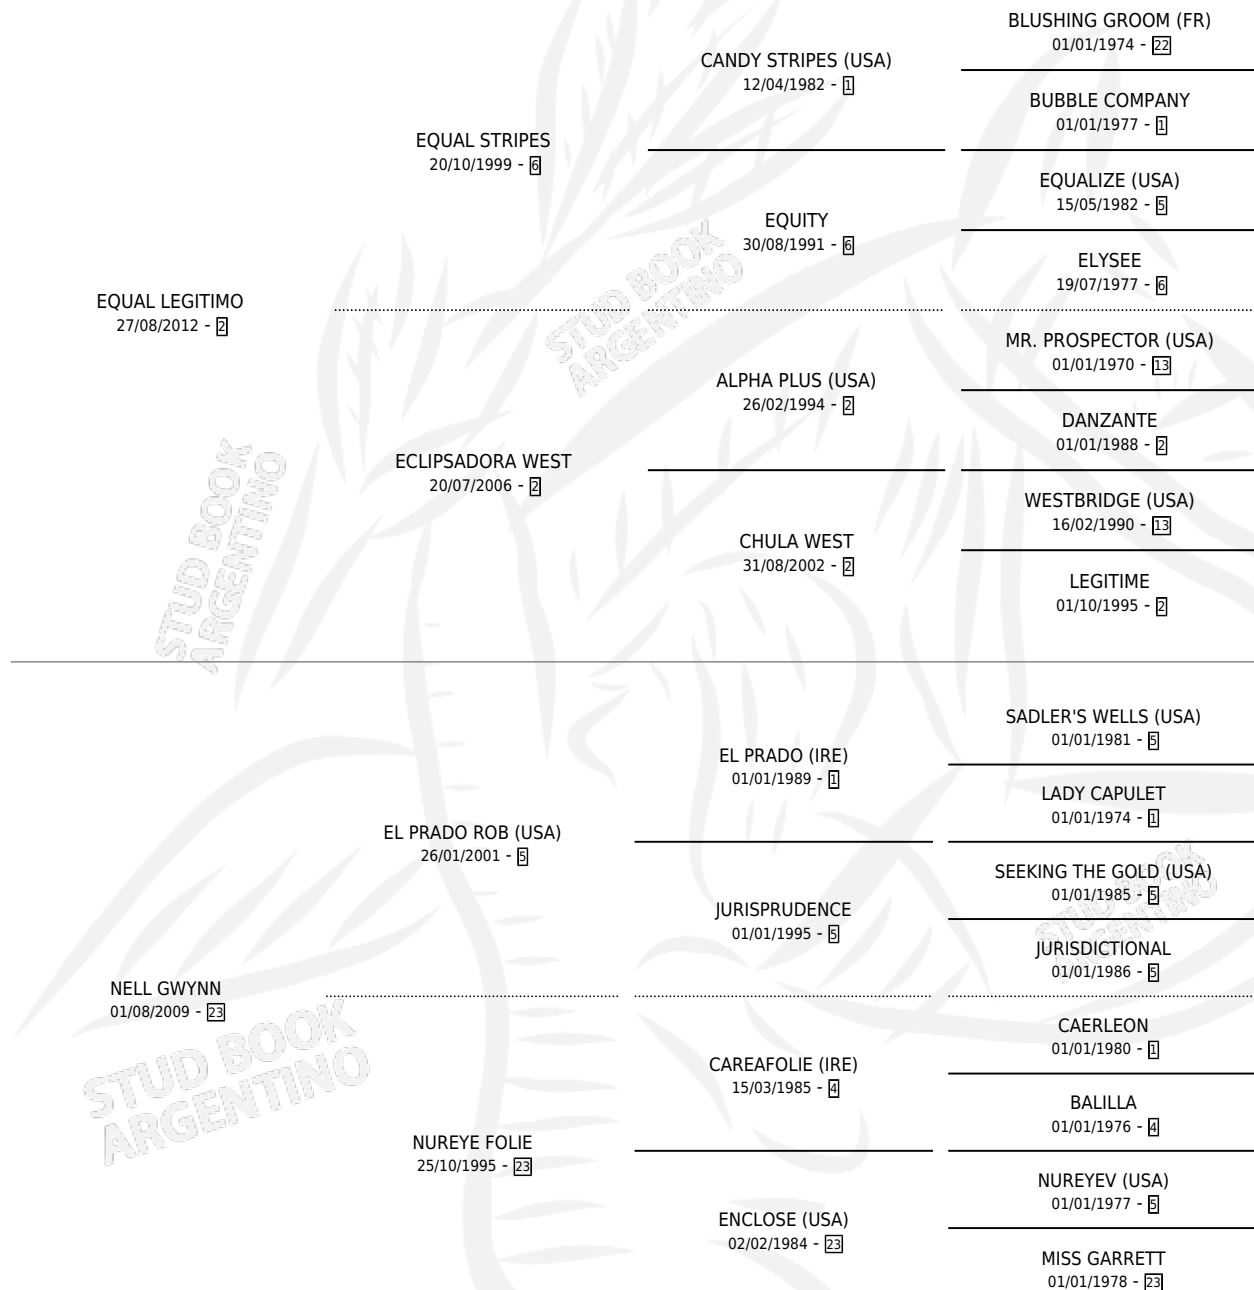 BLUSHING GROOM (FR)
01/01/1974 - 22
CANDY STRIPES (USA)
12/04/1982 - 1
BUBBLE COMPANY
01/01/1977 - 1
EQUAL STRIPES
20/10/1999 - 6
EQUALIZE (USA)
15/05/1982 - 5
EQUITY
30/08/1991 - 6
ELYSEE
19/07/1977 - 6
EQUAL LEGITIMO
27/08/2012 - 2
MR. PROSPECTOR (USA)
01/01/1970 - 13
ALPHA PLUS (USA)
26/02/1994 - 2
DANZANTE
01/01/1988 - 2
ECLIPSADORA WEST
20/07/2006 - 2
WESTBRIDGE (USA)
16/02/1990 - 13
CHULA WEST
31/08/2002 - 2
LEGITIME
01/10/1995 - 2
SADLER'S WELLS (USA)
01/01/1981 - 5
EL PRADO (IRE)
01/01/1989 - 1
LADY CAPULET
01/01/1974 - 1
EL PRADO ROB (USA)
26/01/2001 - 5
SEEKING THE GOLD (USA)
01/01/1985 - 5
JURISPRUDENCE
01/01/1995 - 5
JURISDICTIONAL
01/01/1986 - 5
NELL GWYNN
01/08/2009 - 23
CAERLEON
01/01/1980 - 1
CAREAFOLIE (IRE)
15/03/1985 - 4
BALILLA
01/01/1976 - 4
NUREYE FOLIE
25/10/1995 - 23
NUREYEV (USA)
01/01/1977 - 5
ENCLOSE (USA)
02/02/1984 - 23
MISS GARRETT
01/01/1978 - 23
STUD BOOK
ARGENTINO
STUD BOOK
ARGENTINO
STUD BOOK
ARGENTINO
STUD BOOK
ARGENTINO